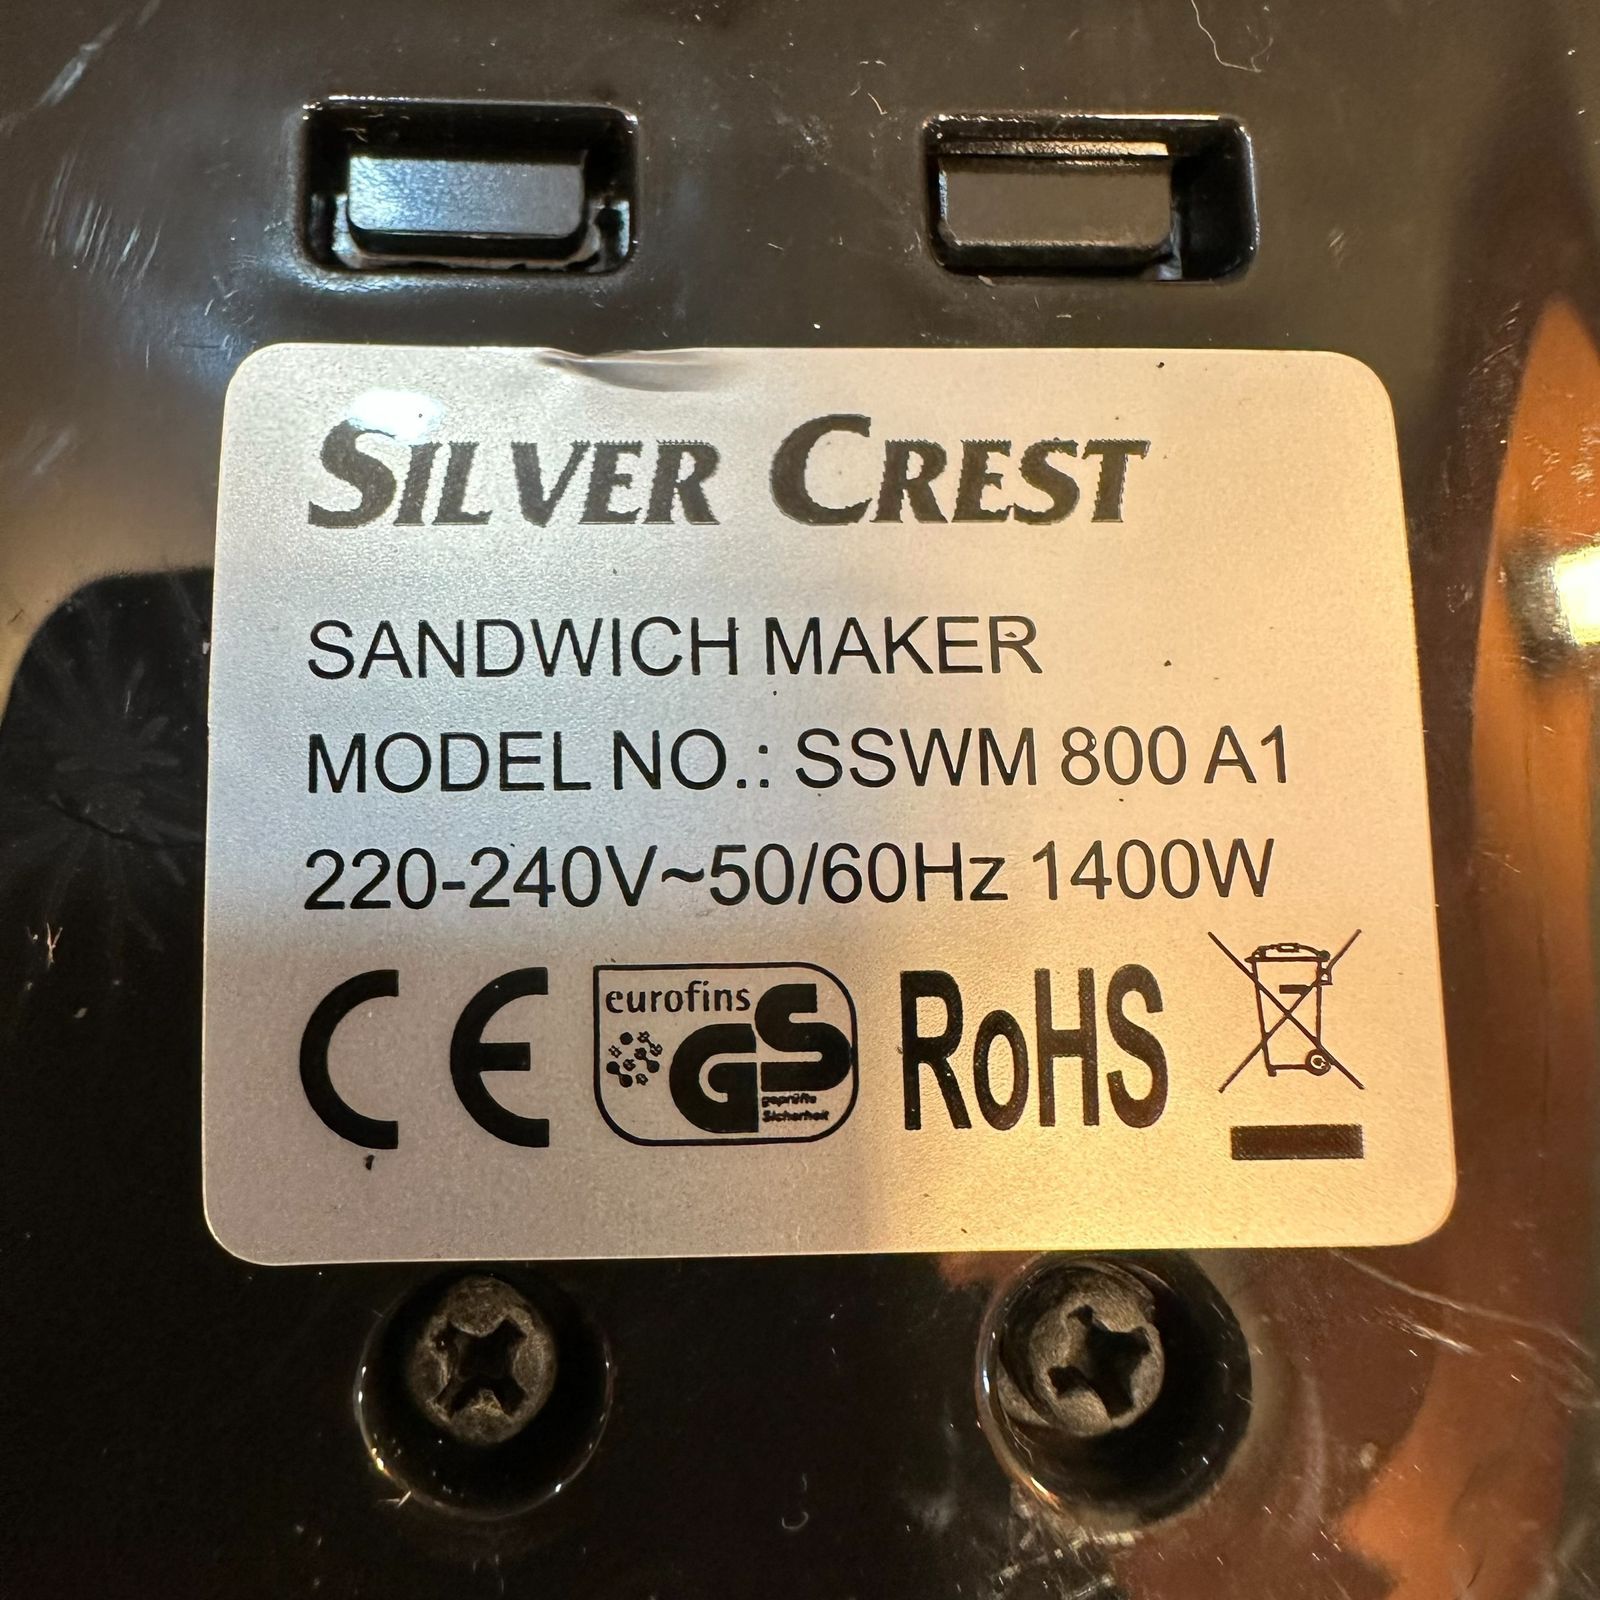 SILVER CREST
SANDWICH MAKER
MODEL NO.: SSWM 800 A1
220-240V~50/60Hz 1400W
CE
eurofins
GS
geprüfte
Sicherheit
RoHS